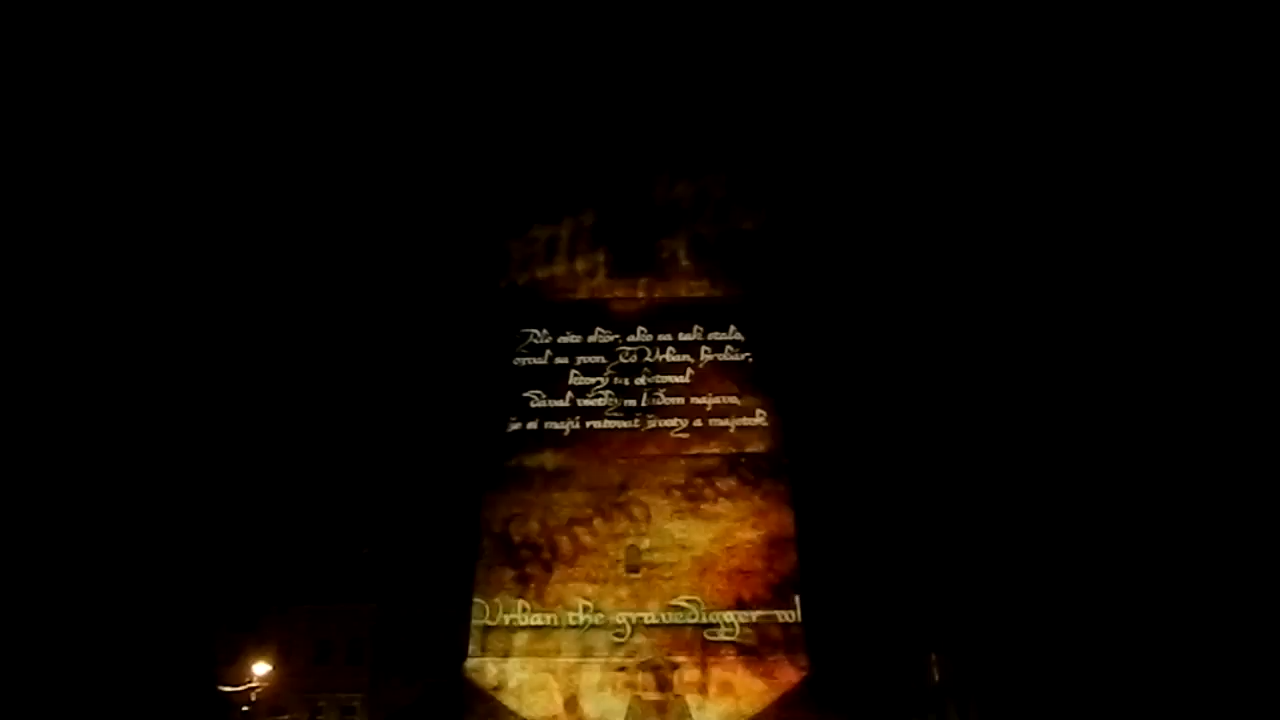 Ale ešte skôr, ako sa tak stalo,
ozval sa zvon. To Urban, hrobár,
ktorý sa obetoval
dával všetkým ľuďom najavo,
že si majú ratovať životy a majetok.
Urban the gravedigger wh